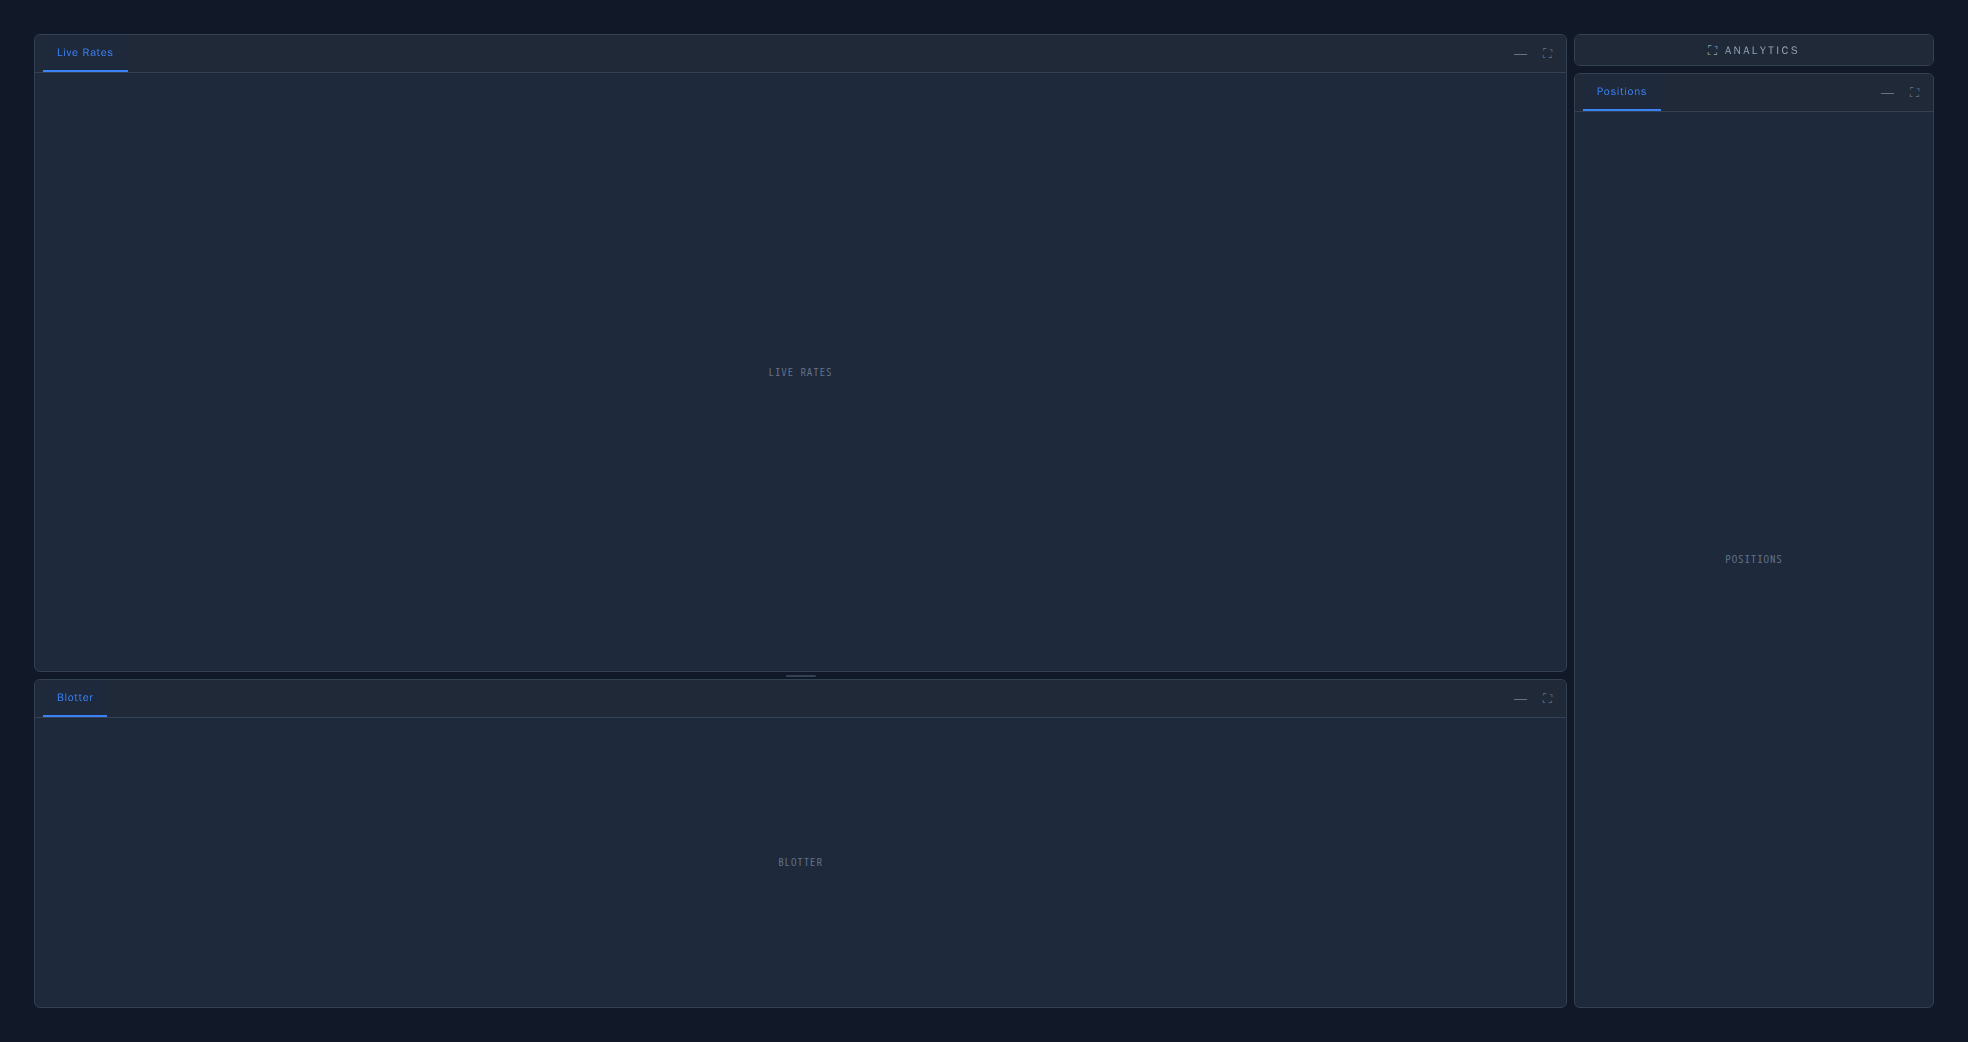 Live Rates
ANALYTICS
Positions
LIVE RATES
POSITIONS
Blotter
BLOTTER